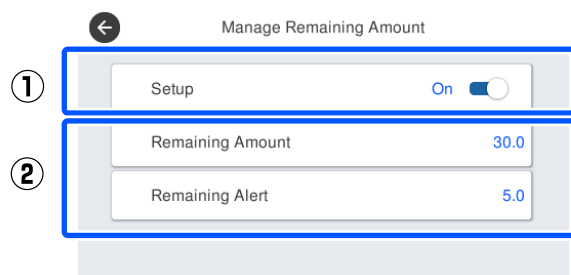 Manage Remaining Amount
① Setup On
② Remaining Amount 30.0
Remaining Alert 5.0